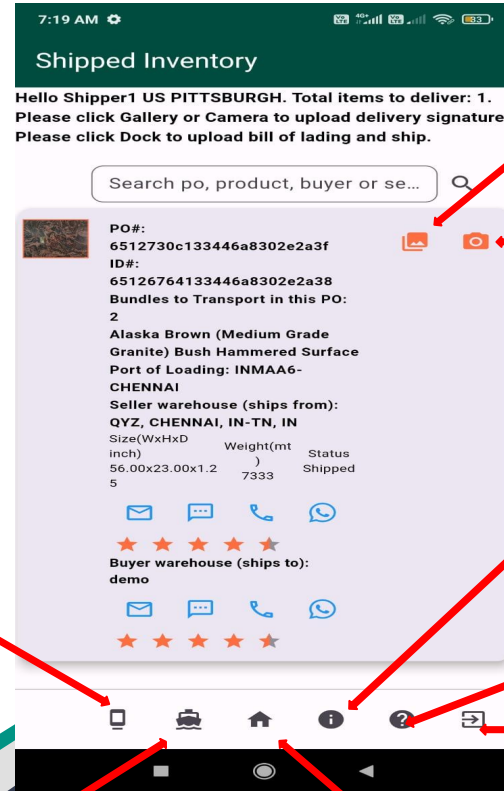 7:19 AM
83
Shipped Inventory
Hello Shipper1 US PITTSBURGH. Total items to deliver: 1.
Please click Gallery or Camera to upload delivery signature
Please click Dock to upload bill of lading and ship.
Search po, product, buyer or se...
PO#:
6512730c133446a8302e2a3f
ID#:
65126764133446a8302e2a38
Bundles to Transport in this PO:
2
Alaska Brown (Medium Grade
Granite) Bush Hammered Surface
Port of Loading: INMAA6-
CHENNAI
Seller warehouse (ships from):
QYZ, CHENNAI, IN-TN, IN
Size(WxHxD
inch)
56.00x23.00x1.2
5
Weight(mt
)
7333
Status
Shipped
Buyer warehouse (ships to):
demo